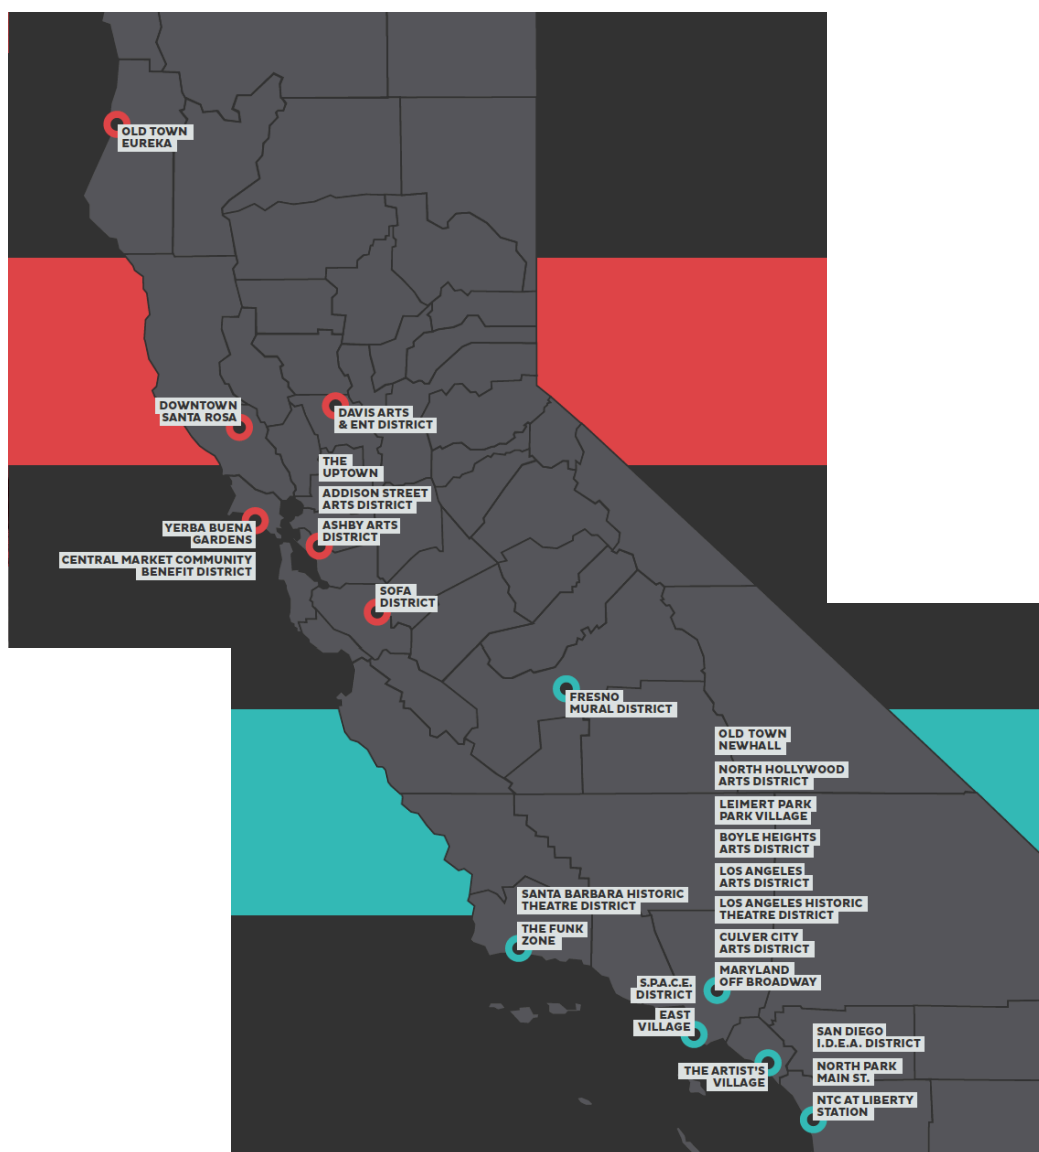 OLD TOWN
EUREKA
DOWNTOWN
SANTA ROSA
DAVIS ARTS
& ENT DISTRICT
THE
UPTOWN
ADDISON STREET
ARTS DISTRICT
ASHBY ARTS
DISTRICT
YERBA BUENA
GARDENS
CENTRAL MARKET COMMUNITY
BENEFIT DISTRICT
SOFA
DISTRICT
FRESNO
MURAL DISTRICT
OLD TOWN
NEWHALL
NORTH HOLLYWOOD
ARTS DISTRICT
LEIMERT PARK
PARK VILLAGE
BOYLE HEIGHTS
ARTS DISTRICT
LOS ANGELES
ARTS DISTRICT
LOS ANGELES HISTORIC
THEATRE DISTRICT
CULVER CITY
ARTS DISTRICT
MARYLAND
OFF BROADWAY
SANTA BARBARA HISTORIC
THEATRE DISTRICT
THE FUNK
ZONE
S.P.A.C.E.
DISTRICT
EAST
VILLAGE
THE ARTIST'S
VILLAGE
SAN DIEGO
I.D.E.A. DISTRICT
NORTH PARK
MAIN ST.
NTC AT LIBERTY
STATION